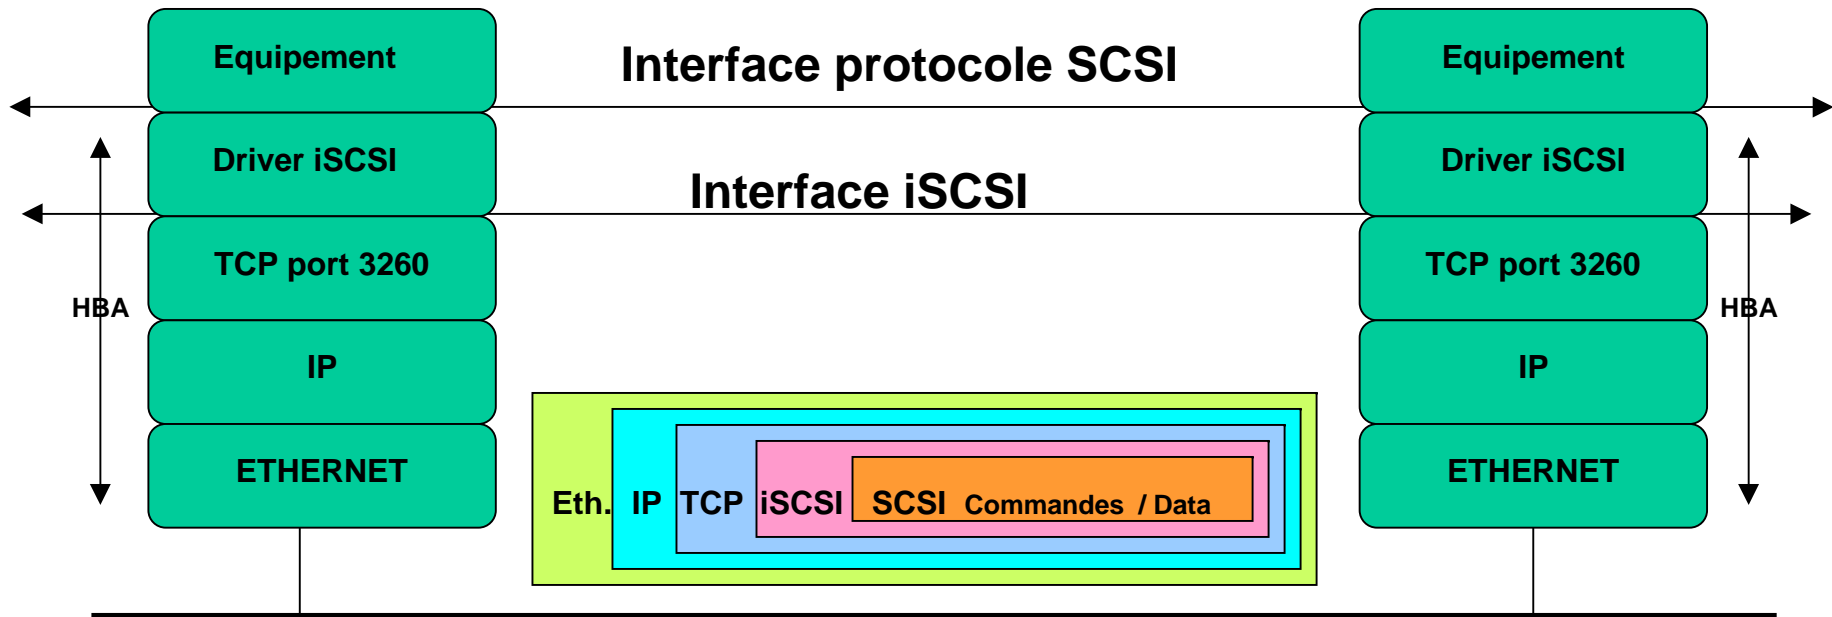 Equipement
Interface protocole SCSI
Equipement
Driver iSCSI
Interface iSCSI
Driver iSCSI
TCP port 3260
TCP port 3260
HBA
HBA
IP
IP
ETHERNET
ETHERNET
Eth. IP TCP iSCSI SCSI Commandes / Data